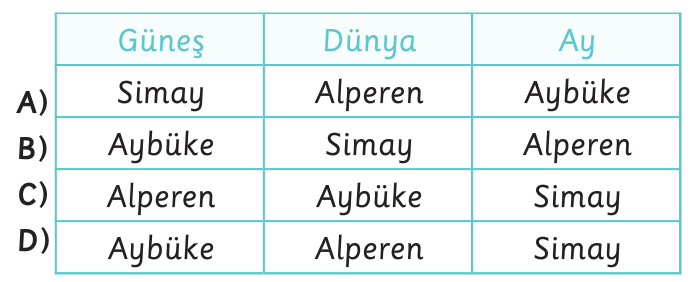 Güneş Dünya Ay
A) Simay Alperen Aybüke
B) Aybüke Simay Alperen
C) Alperen Aybüke Simay
D) Aybüke Alperen Simay